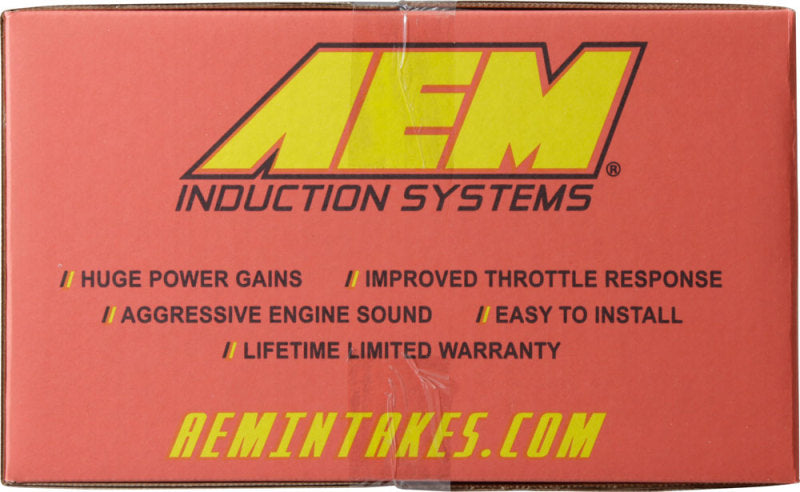 AEM®
INDUCTION SYSTEMS
// HUGE POWER GAINS // IMPROVED THROTTLE RESPONSE
// AGGRESSIVE ENGINE SOUND // EASY TO INSTALL
// LIFETIME LIMITED WARRANTY
AEMINTAKES.COM